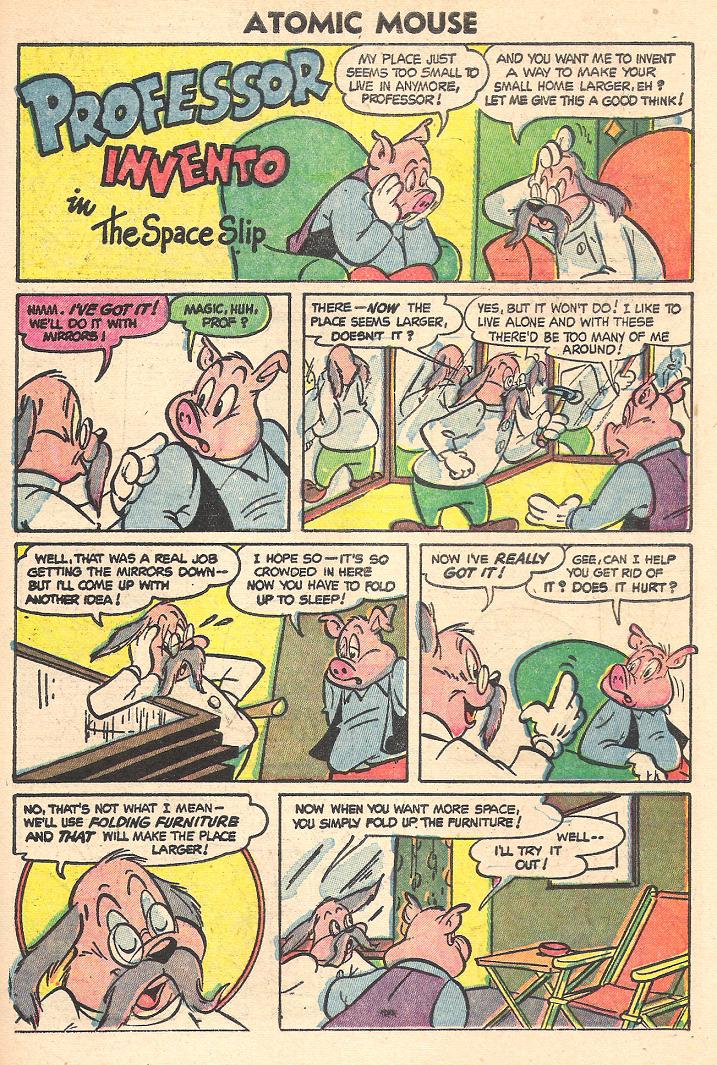 ATOMIC MOUSE
PROFESSOR
INVENTO
in
The Space Slip
MY PLACE JUST
SEEMS TOO SMALL TO
LIVE IN ANYMORE,
PROFESSOR!
AND YOU WANT ME TO INVENT
A WAY TO MAKE YOUR
SMALL HOME LARGER, EH?
LET ME GIVE THIS A GOOD THINK!
HMM. I'VE GOT IT!
WE'LL DO IT WITH
MIRRORS!
MAGIC, HUH,
PROF?
THERE—NOW THE
PLACE SEEMS LARGER,
DOESN'T IT?
YES, BUT IT WON'T DO! I LIKE TO
LIVE ALONE AND WITH THESE
THERE'D BE TOO MANY OF ME
AROUND!
WELL, THAT WAS A REAL JOB
GETTING THE MIRRORS DOWN--
BUT I'LL COME UP WITH
ANOTHER IDEA!
I HOPE SO—IT'S SO
CROWDED IN HERE
NOW YOU HAVE TO FOLD
UP TO SLEEP!
NOW I'VE REALLY
GOT IT!
GEE, CAN I HELP
YOU GET RID OF
IT? DOES IT HURT?
NO, THAT'S NOT WHAT I MEAN—
WE'LL USE FOLDING FURNITURE
AND THAT WILL MAKE THE PLACE
LARGER!
NOW WHEN YOU WANT MORE SPACE,
YOU SIMPLY FOLD UP THE FURNITURE!
WELL--
I'LL TRY IT
OUT!